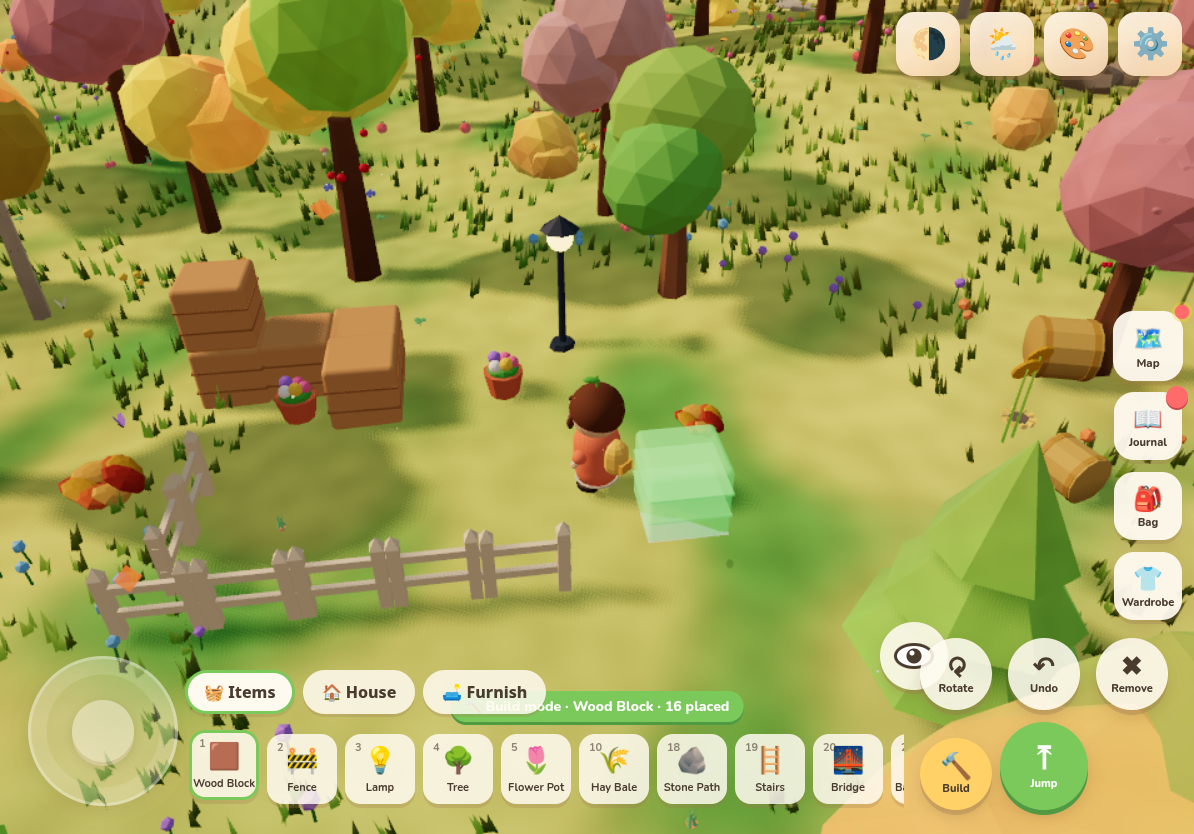 Map
Journal
Bag
Wardrobe
Rotate
Undo
Remove
Items
House
Furnish
Build mode · Wood Block · 16 placed
1
Wood Block
2
Fence
3
Lamp
4
Tree
5
Flower Pot
10
Hay Bale
18
Stone Path
19
Stairs
20
Bridge
Build
Jump